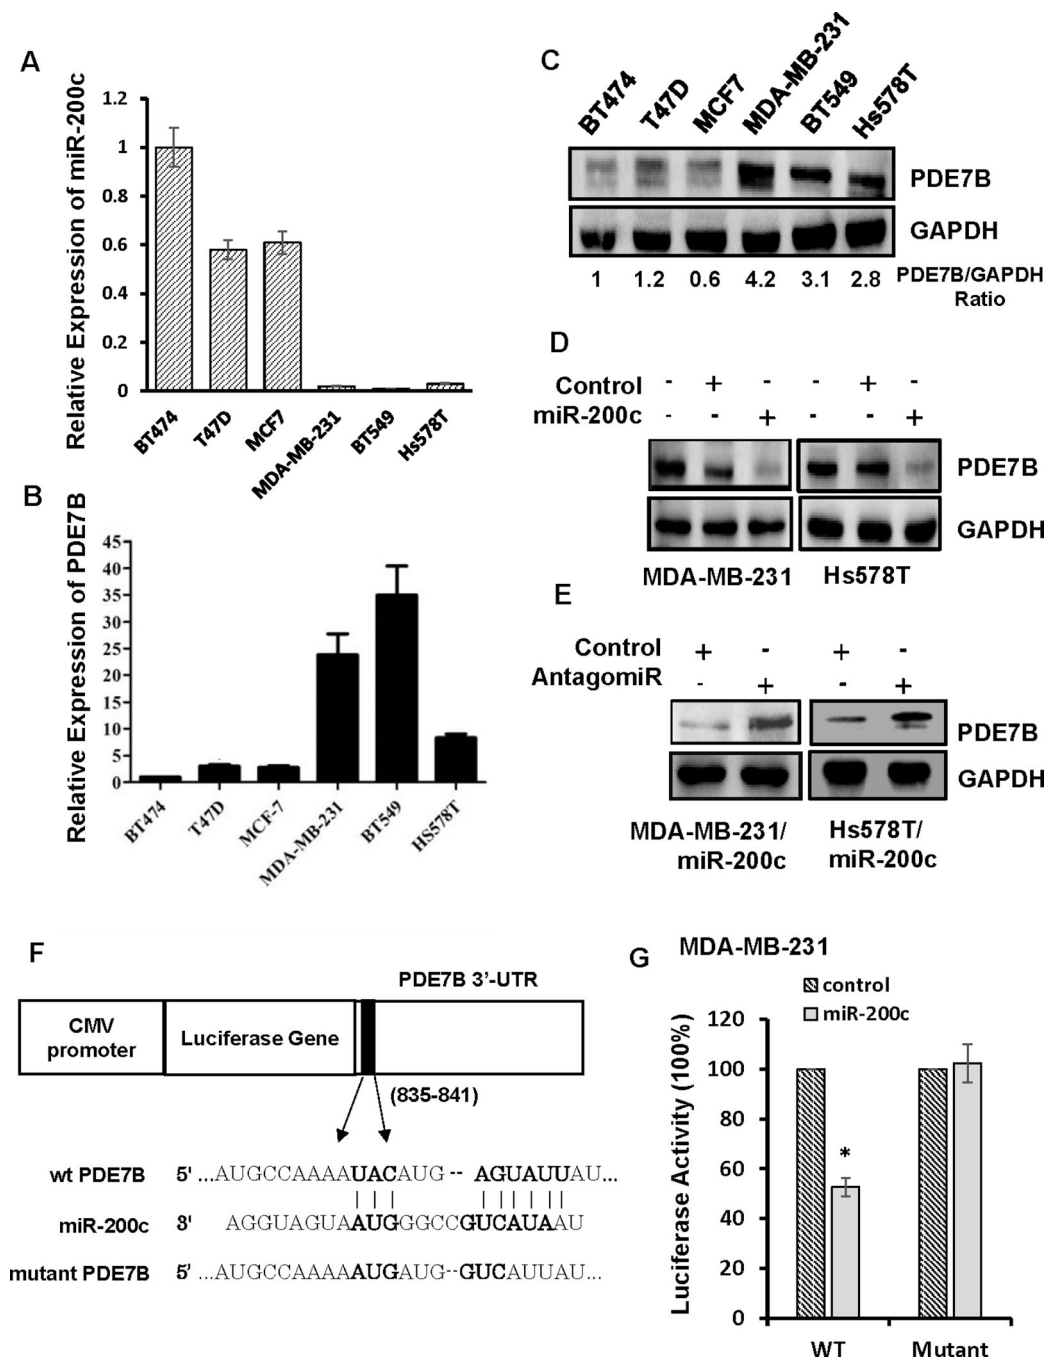 A
Relative Expression of miR-200c
1.2
1
0.8
0.6
0.4
0.2
0
BT474
T47D
MCF7
MDA-MB-231
BT549
Hs578T
B
Relative Expression of PDE7B
45
40
35
30
25
20
15
10
5
0
BT474
T47D
MCF-7
MDA-MB-231
BT549
HS578T
C
BT474
T47D
MCF7
MDA-MB-231
BT549
Hs578T
PDE7B
GAPDH
1 1.2 0.6 4.2 3.1 2.8 PDE7B/GAPDH
Ratio
D
Control - + - - + -
miR-200c - - + - - +
PDE7B
GAPDH
MDA-MB-231 Hs578T
E
Control + - + -
AntagomiR - + - +
PDE7B
GAPDH
MDA-MB-231/ Hs578T/
miR-200c miR-200c
F
PDE7B 3'-UTR
CMV
promoter
Luciferase Gene
(835-841)
wt PDE7B 5' ...AUGCCAAAAUACAUG -- AGUAUUAU...
miR-200c 3' AGGUAGUAAUGGGCCGUCAUAAU
mutant PDE7B 5' ...AUGCCAAAAAUGAUG--GUCAUUAU...
G MDA-MB-231
control
miR-200c
Luciferase Activity (100%)
120
100
80
60
40
20
0
*
WT Mutant